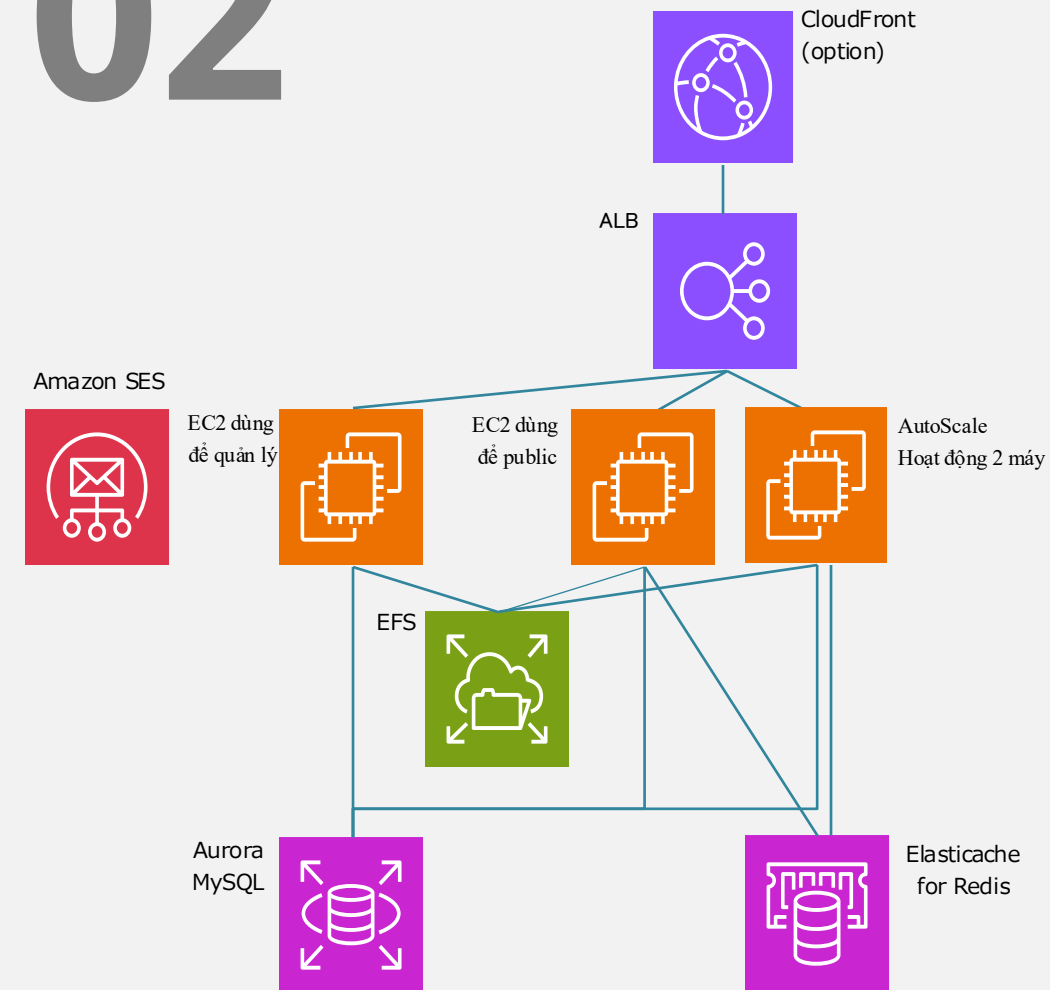 02
CloudFront
(option)
ALB
Amazon SES
EC2 dùng
để quản lý
EC2 dùng
để public
AutoScale
Hoạt động 2 máy
EFS
Aurora
MySQL
Elasticache
for Redis